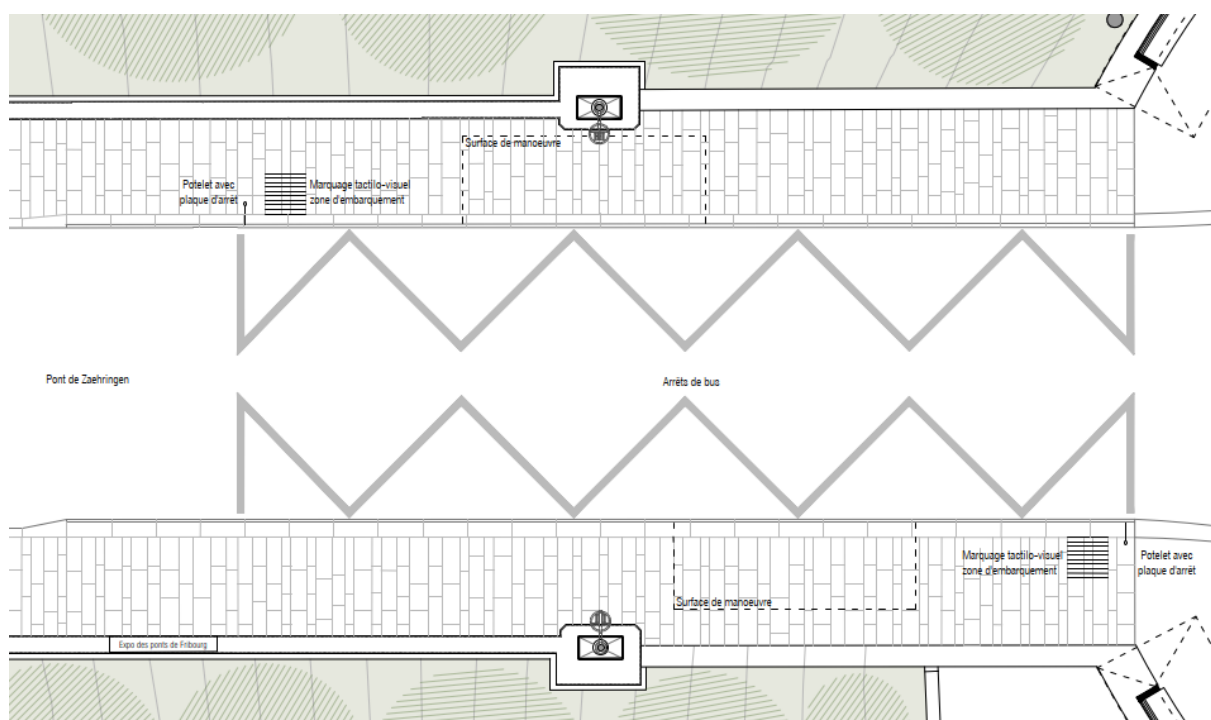 Surface de manoeuvre
Potelet avec
plaque d'arrêt
Marquage tactilo-visuel
zone d'embarquement
Pont de Zaehringen
Arrêts de bus
Marquage tactilo-visuel
zone d'embarquement
Potelet avec
plaque d'arrêt
Surface de manoeuvre
Expo des ponts de Fribourg